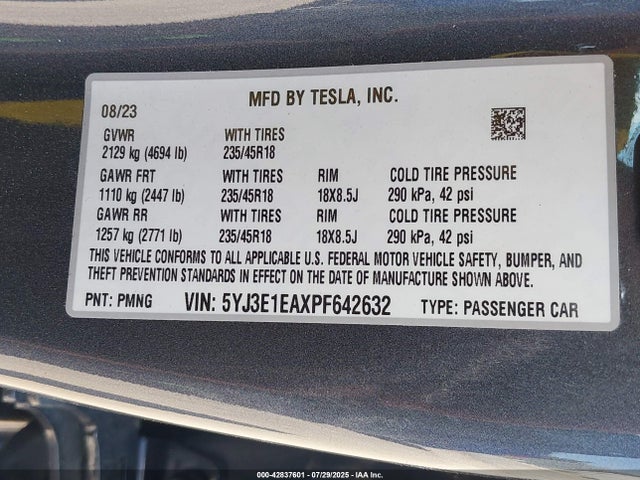 MFD BY TESLA, INC.
08/23
GVWR WITH TIRES
2129 kg (4694 lb) 235/45R18
GAWR FRT WITH TIRES RIM COLD TIRE PRESSURE
1110 kg (2447 lb) 235/45R18 18X8.5J 290 kPa, 42 psi
GAWR RR WITH TIRES RIM COLD TIRE PRESSURE
1257 kg (2771 lb) 235/45R18 18X8.5J 290 kPa, 42 psi
THIS VEHICLE CONFORMS TO ALL APPLICABLE U.S. FEDERAL MOTOR VEHICLE SAFETY, BUMPER, AND
THEFT PREVENTION STANDARDS IN EFFECT ON THE DATE OF MANUFACTURE SHOWN ABOVE.
PNT: PMNG VIN: 5YJ3E1EAXPF642632 TYPE: PASSENGER CAR
000-42837601 - 07/29/2025 - IAAI Inc.